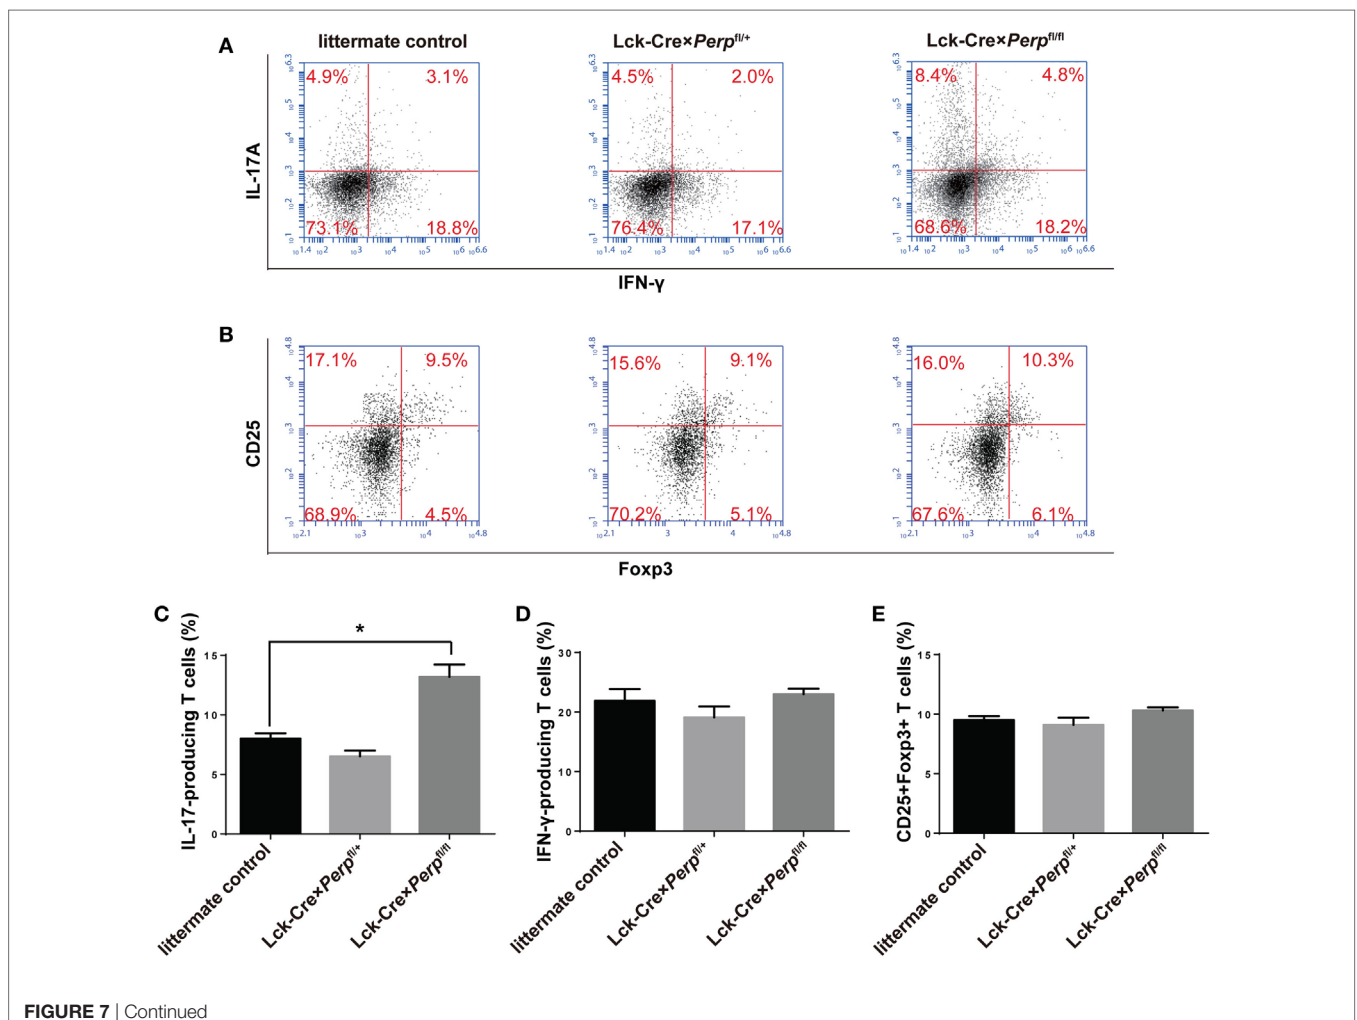 A
littermate control
Lck-Cre×Perpfl/+
Lck-Cre×Perpfl/fl
IL-17A
4.9% 3.1%
73.1% 18.8%
4.5% 2.0%
76.4% 17.1%
8.4% 4.8%
68.6% 18.2%
IFN-γ
B
CD25
17.1% 9.5%
68.9% 4.5%
15.6% 9.1%
70.2% 5.1%
16.0% 10.3%
67.6% 6.1%
Foxp3
C
IL-17-producing T cells (%)
15
10
5
0
*
littermate control
Lck-Cre×Perpfl/+
Lck-Cre×Perpfl/fl
D
IFN-γ-producing T cells (%)
30
20
10
0
littermate control
Lck-Cre×Perpfl/+
Lck-Cre×Perpfl/fl
E
CD25+Foxp3+ T cells (%)
15
10
5
0
littermate control
Lck-Cre×Perpfl/+
Lck-Cre×Perpfl/fl
FIGURE 7 | Continued